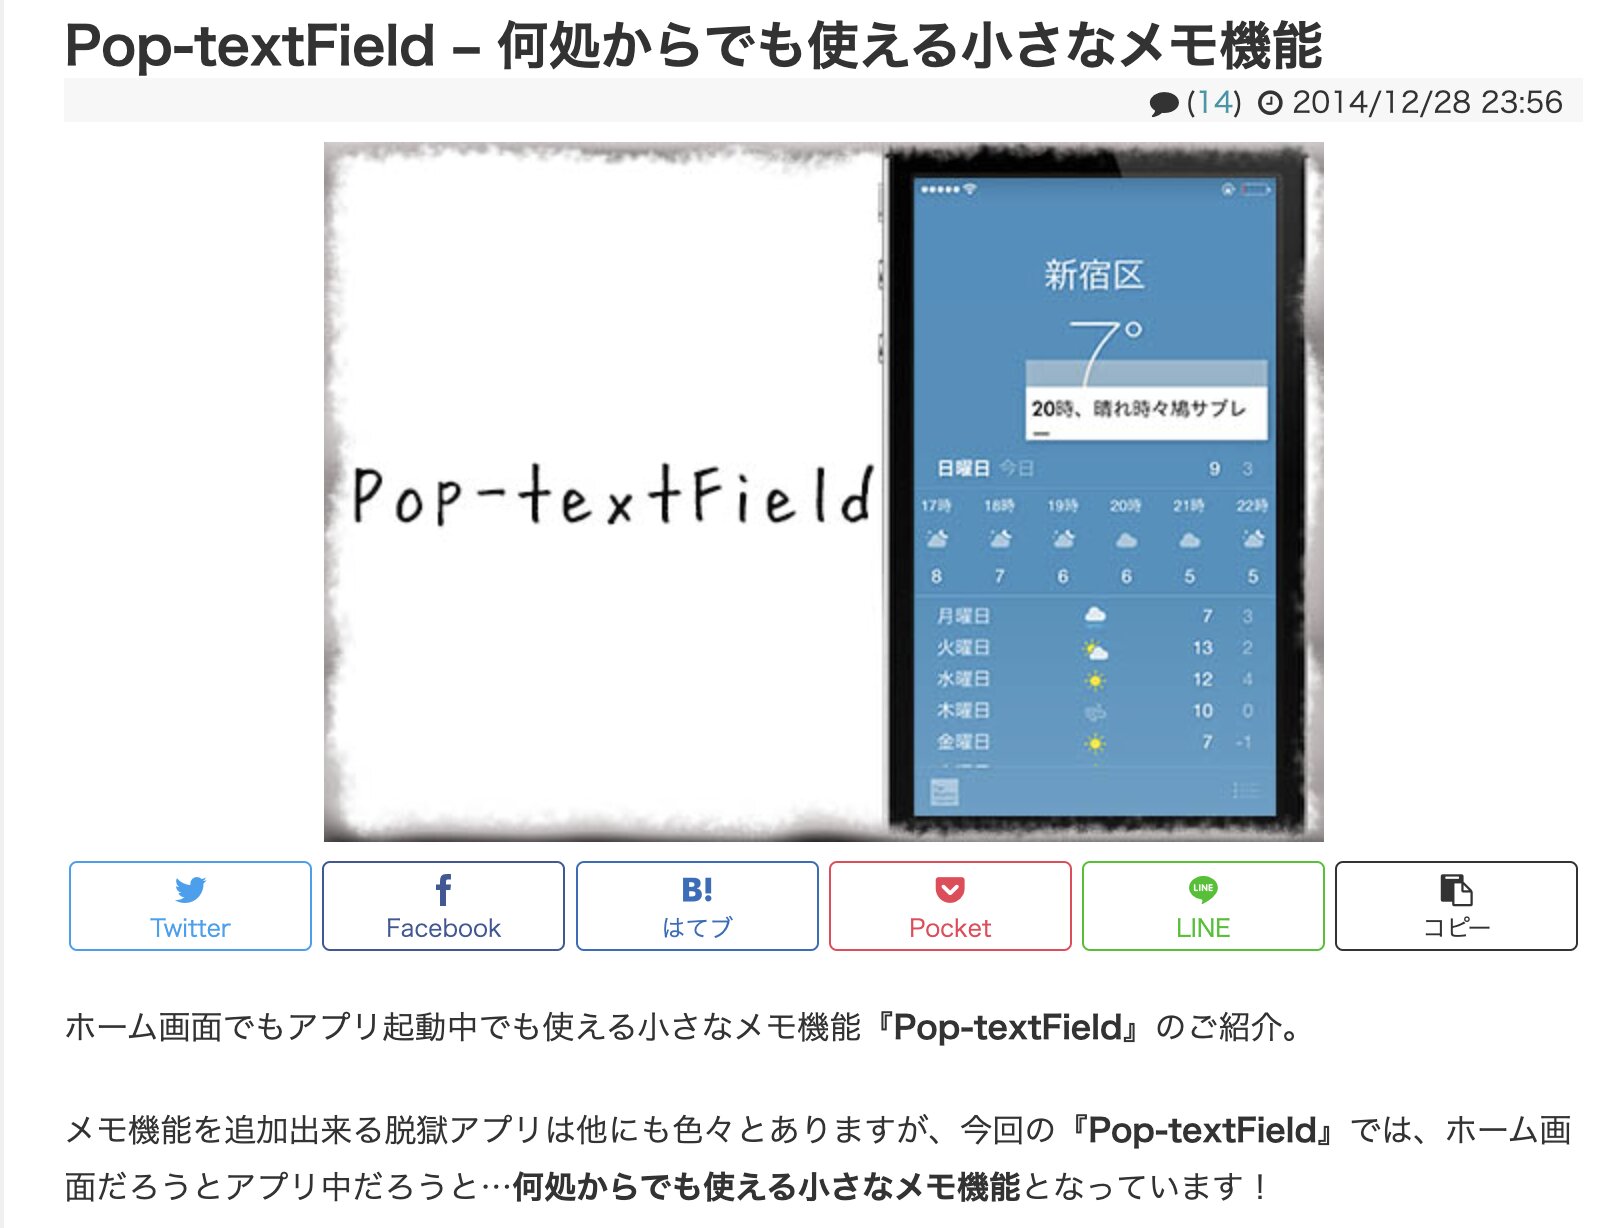 Pop-textField – 何処からでも使える小さなメモ機能
(14) 2014/12/28 23:56
Pop-textField
新宿区
7°
20時、晴れ時々鳩サブレ
ー
日曜日 今日 9 3
17時 18時 19時 20時 21時 22時
8 7 6 6 5 5
月曜日 7 3
火曜日 13 2
水曜日 12 4
木曜日 10 0
金曜日 7 -1
Twitter
Facebook
B!
はてブ
Pocket
LINE
LINE
コピー
ホーム画面でもアプリ起動中でも使える小さなメモ機能『Pop-textField』のご紹介。
メモ機能を追加出来る脱獄アプリは他にも色々とありますが、今回の『Pop-textField』では、ホーム画
面だろうとアプリ中だろうと…何処からでも使える小さなメモ機能となっています！